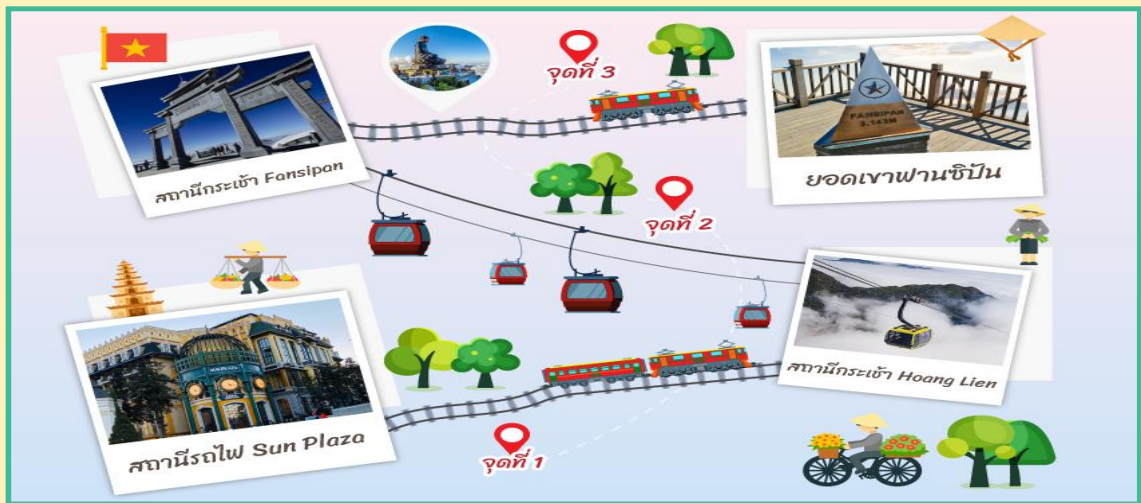 จุดที่ 3
สถานีกระเช้า Fansipan
FANSIPAN
3.143M
ยอดเขาฟานซิปัน
จุดที่ 2
สถานีกระเช้า Hoang Lien
สถานีรถไฟ Sun Plaza
จุดที่ 1